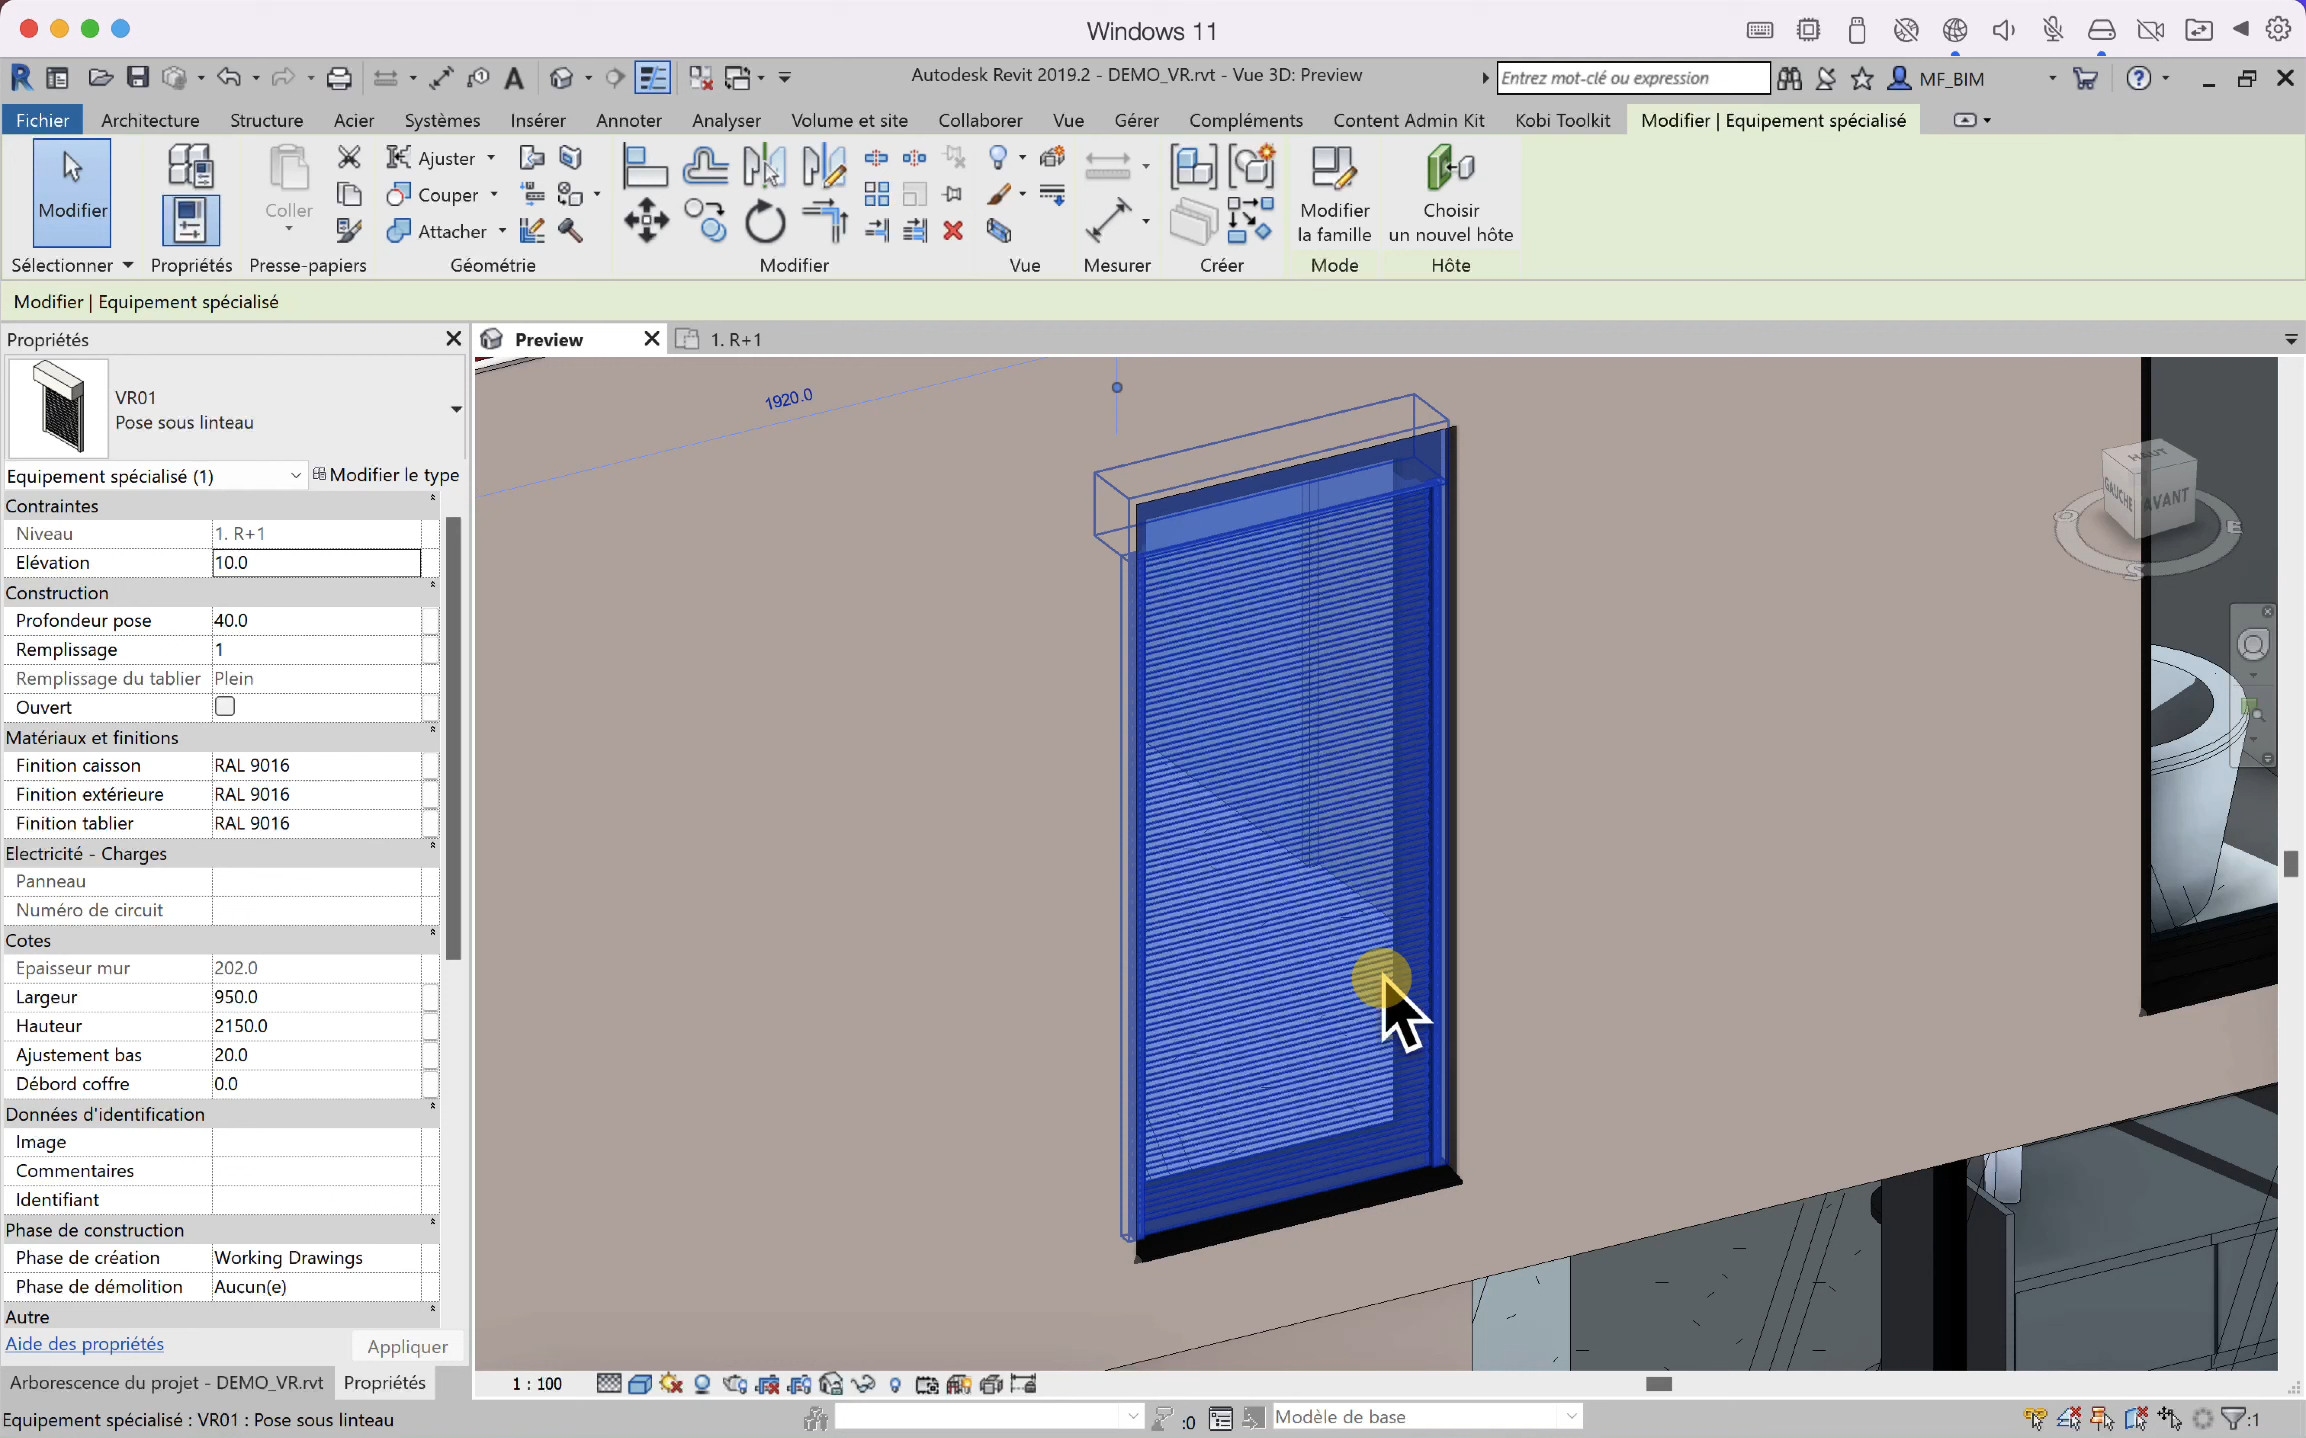 Windows 11
Autodesk Revit 2019.2 - DEMO_VR.rvt - Vue 3D: Preview
Entrez mot-clé ou expression
MF_BIM
Fichier Architecture Structure Acier Systèmes Insérer Annoter Analyser Volume et site Collaborer Vue Gérer Compléments Content Admin Kit Kobi Toolkit Modifier | Equipement spécialisé
Modifier
Coller
Ajuster
Couper
Attacher
Modifier
la famille
Choisir
un nouvel hôte
Sélectionner Propriétés Presse-papiers Géométrie Modifier Vue Mesurer Créer Mode Hôte
Modifier | Equipement spécialisé
Propriétés
Preview
1. R+1
VR01
Pose sous linteau
Equipement spécialisé (1)
Modifier le type
Contraintes
Niveau 1. R+1
Elévation 10.0
Construction
Profondeur pose 40.0
Remplissage 1
Remplissage du tablier Plein
Ouvert
Matériaux et finitions
Finition caisson RAL 9016
Finition extérieure RAL 9016
Finition tablier RAL 9016
Electricité - Charges
Panneau
Numéro de circuit
Cotes
Epaisseur mur 202.0
Largeur 950.0
Hauteur 2150.0
Ajustement bas 20.0
Débord coffre 0.0
Données d'identification
Image
Commentaires
Identifiant
Phase de construction
Phase de création Working Drawings
Phase de démolition Aucun(e)
Autre
Aide des propriétés
Appliquer
Arborescence du projet - DEMO_VR.rvt Propriétés
1920.0
HAUT
GAUCHE
AVANT
O
E
S
1 : 100
Equipement spécialisé : VR01 : Pose sous linteau
:0
Modèle de base
:1